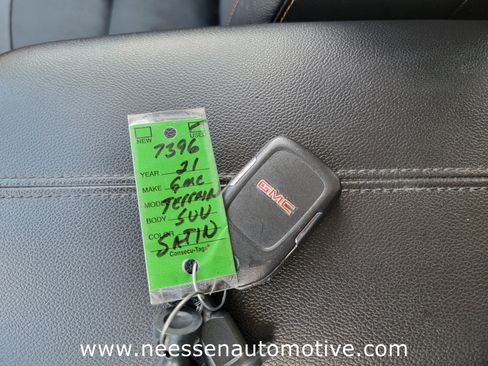 NEW USED
7396
YEAR 21
MAKE GMC
MODEL TERRAIN
BODY SUV
COLOR SATIN
Consecu-Tags
GMC
www.neessenautomotive.com